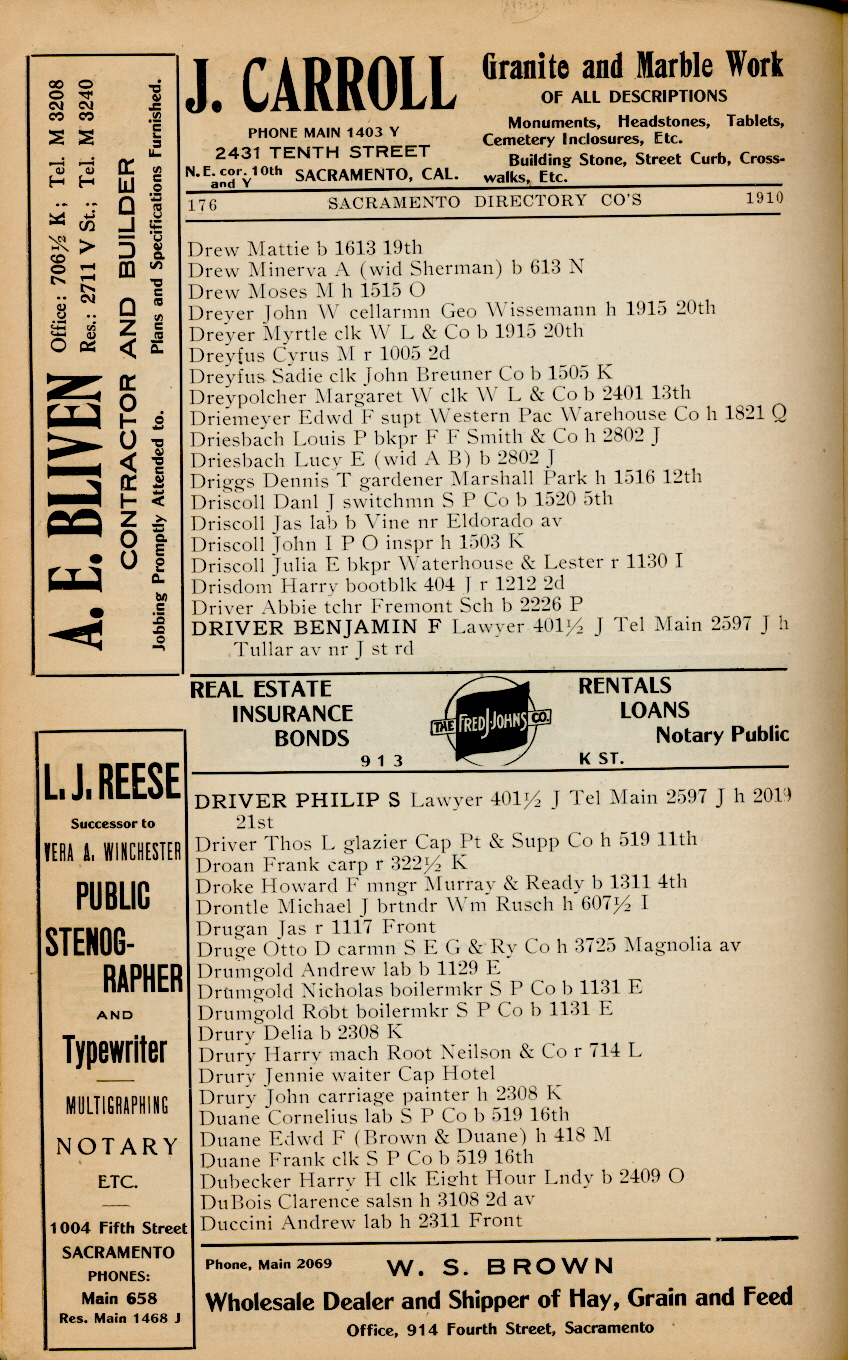 J. CARROLL
PHONE MAIN 1403 Y
2431 TENTH STREET
N. E. cor. 10th and Y SACRAMENTO, CAL.
Granite and Marble Work
OF ALL DESCRIPTIONS
Monuments, Headstones, Tablets,
Cemetery Inclosures, Etc.
Building Stone, Street Curb, Cross-
walks, Etc.
176 SACRAMENTO DIRECTORY CO'S 1910
A. E. BLIVEN
Office: 706½ K; Tel. M 3208
Res.: 2711 V St.; Tel. M 3240
CONTRACTOR AND BUILDER
Jobbing Promptly Attended to. Plans and Specifications Furnished.
Drew Mattie b 1613 19th
Drew Minerva A (wid Sherman) b 613 N
Drew Moses M h 1515 O
Dreyer John W cellarmn Geo Wissemann h 1915 20th
Dreyer Myrtle clk W L & Co b 1915 20th
Dreyfus Cyrus M r 1005 2d
Dreyfus Sadie clk John Breuner Co b 1505 K
Dreypolcher Margaret W clk W L & Co b 2401 13th
Driemeyer Edwd F supt Western Pac Warehouse Co h 1821 Q
Driesbach Louis P bkpr F F Smith & Co h 2802 J
Driesbach Lucy E (wid A B) b 2802 J
Driggs Dennis T gardener Marshall Park h 1516 12th
Driscoll Danl J switchmn S P Co b 1520 5th
Driscoll Jas lab b Vine nr Eldorado av
Driscoll John I P O inspr h 1503 K
Driscoll Julia E bkpr Waterhouse & Lester r 1130 I
Drisdom Harry bootblk 404 J r 1212 2d
Driver Abbie tchr Fremont Sch b 2226 P
DRIVER BENJAMIN F Lawyer 401½ J Tel Main 2597 J h
Tullar av nr J st rd
REAL ESTATE
INSURANCE
BONDS
913
THE FRED J. JOHNS CO.
RENTALS
LOANS
Notary Public
K ST.
L. J. REESE
Successor to
VERA A. WINCHESTER
PUBLIC
STENOG-
RAPHER
AND
Typewriter
MULTIGRAPHING
NOTARY
ETC.
1004 Fifth Street
SACRAMENTO
PHONES:
Main 658
Res. Main 1468 J
DRIVER PHILIP S Lawyer 401½ J Tel Main 2597 J h 2019
21st
Driver Thos L glazier Cap Pt & Supp Co h 519 11th
Droan Frank carp r 322½ K
Droke Howard F mngr Murray & Ready b 1311 4th
Drontle Michael J brtndr Wm Rusch h 607½ I
Drugan Jas r 1117 Front
Druge Otto D carmn S E G & Ry Co h 3725 Magnolia av
Drumgold Andrew lab b 1129 E
Drumgold Nicholas boilermkr S P Co b 1131 E
Drumgold Robt boilermkr S P Co b 1131 E
Drury Delia b 2308 K
Drury Harry mach Root Neilson & Co r 714 L
Drury Jennie waiter Cap Hotel
Drury John carriage painter h 2308 K
Duane Cornelius lab S P Co b 519 16th
Duane Edwd F (Brown & Duane) h 418 M
Duane Frank clk S P Co b 519 16th
Dubecker Harry H clk Eight Hour Lndy b 2409 O
DuBois Clarence salsn h 3108 2d av
Duccini Andrew lab h 2311 Front
Phone, Main 2069 W. S. BROWN
Wholesale Dealer and Shipper of Hay, Grain and Feed
Office, 914 Fourth Street, Sacramento